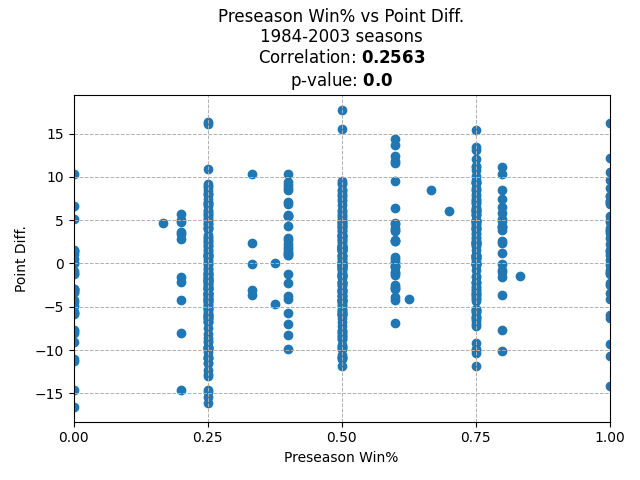 Preseason Win% vs Point Diff.
1984-2003 seasons
Correlation: 0.2563
p-value: 0.0
15
10
5
0
−5
−10
−15
Point Diff.
0.00 0.25 0.50 0.75 1.00
Preseason Win%